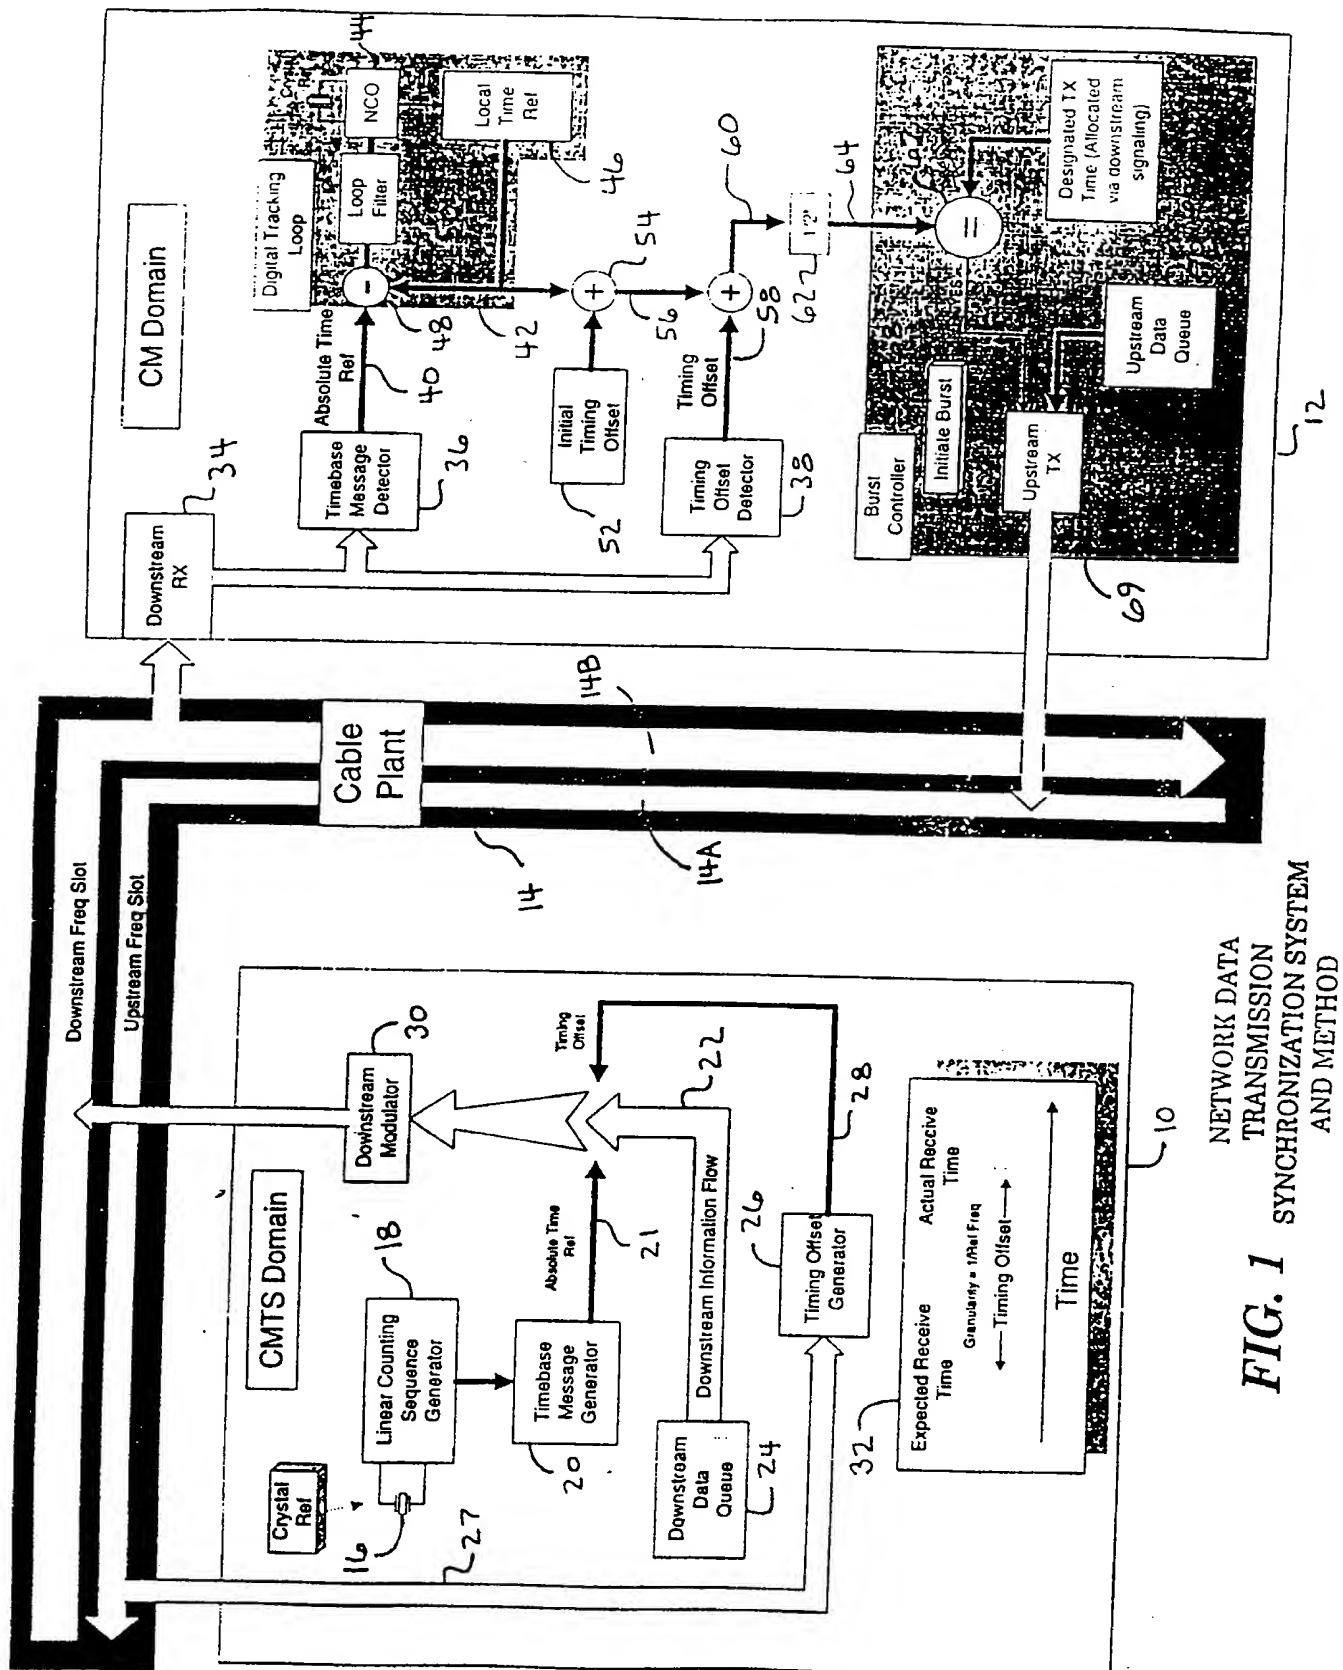 Downstream Freq Slot
Upstream Freq Slot
Cable
Plant
14
14A
14B
CMTS Domain
Crystal
Ref
16
Linear Counting
Sequence
Generator
18
Timebase
Message
Generator
20
Absolute Time
Ref
21
Downstream
Modulator
30
Timing
Offset
22
Downstream Information Flow
Downstream
Data
Queue
24
27
Timing Offset
Generator
26
28
32
Expected Receive
Time
Actual Receive
Time
Granularity = 1/Ref Freq
Timing Offset
Time
10
CM Domain
Downstream
RX
34
Timebase
Message
Detector
36
Absolute Time
Ref
40
Digital Tracking
Loop
Loop
Filter
NCO
44
Crystal
Ref
Local
Time
Ref
46
-
48
42
Initial
Timing
Offset
52
+
54
56
Timing
Offset
Detector
38
Timing
Offset
58
+
60
62
64
Burst
Controller
Initiate Burst
YES
=
67
Designated TX
Time (Allocated
via downstream
signaling)
Upstream
TX
Upstream
Data
Queue
69
12
FIG. 1
NETWORK DATA
TRANSMISSION
SYNCHRONIZATION SYSTEM
AND METHOD